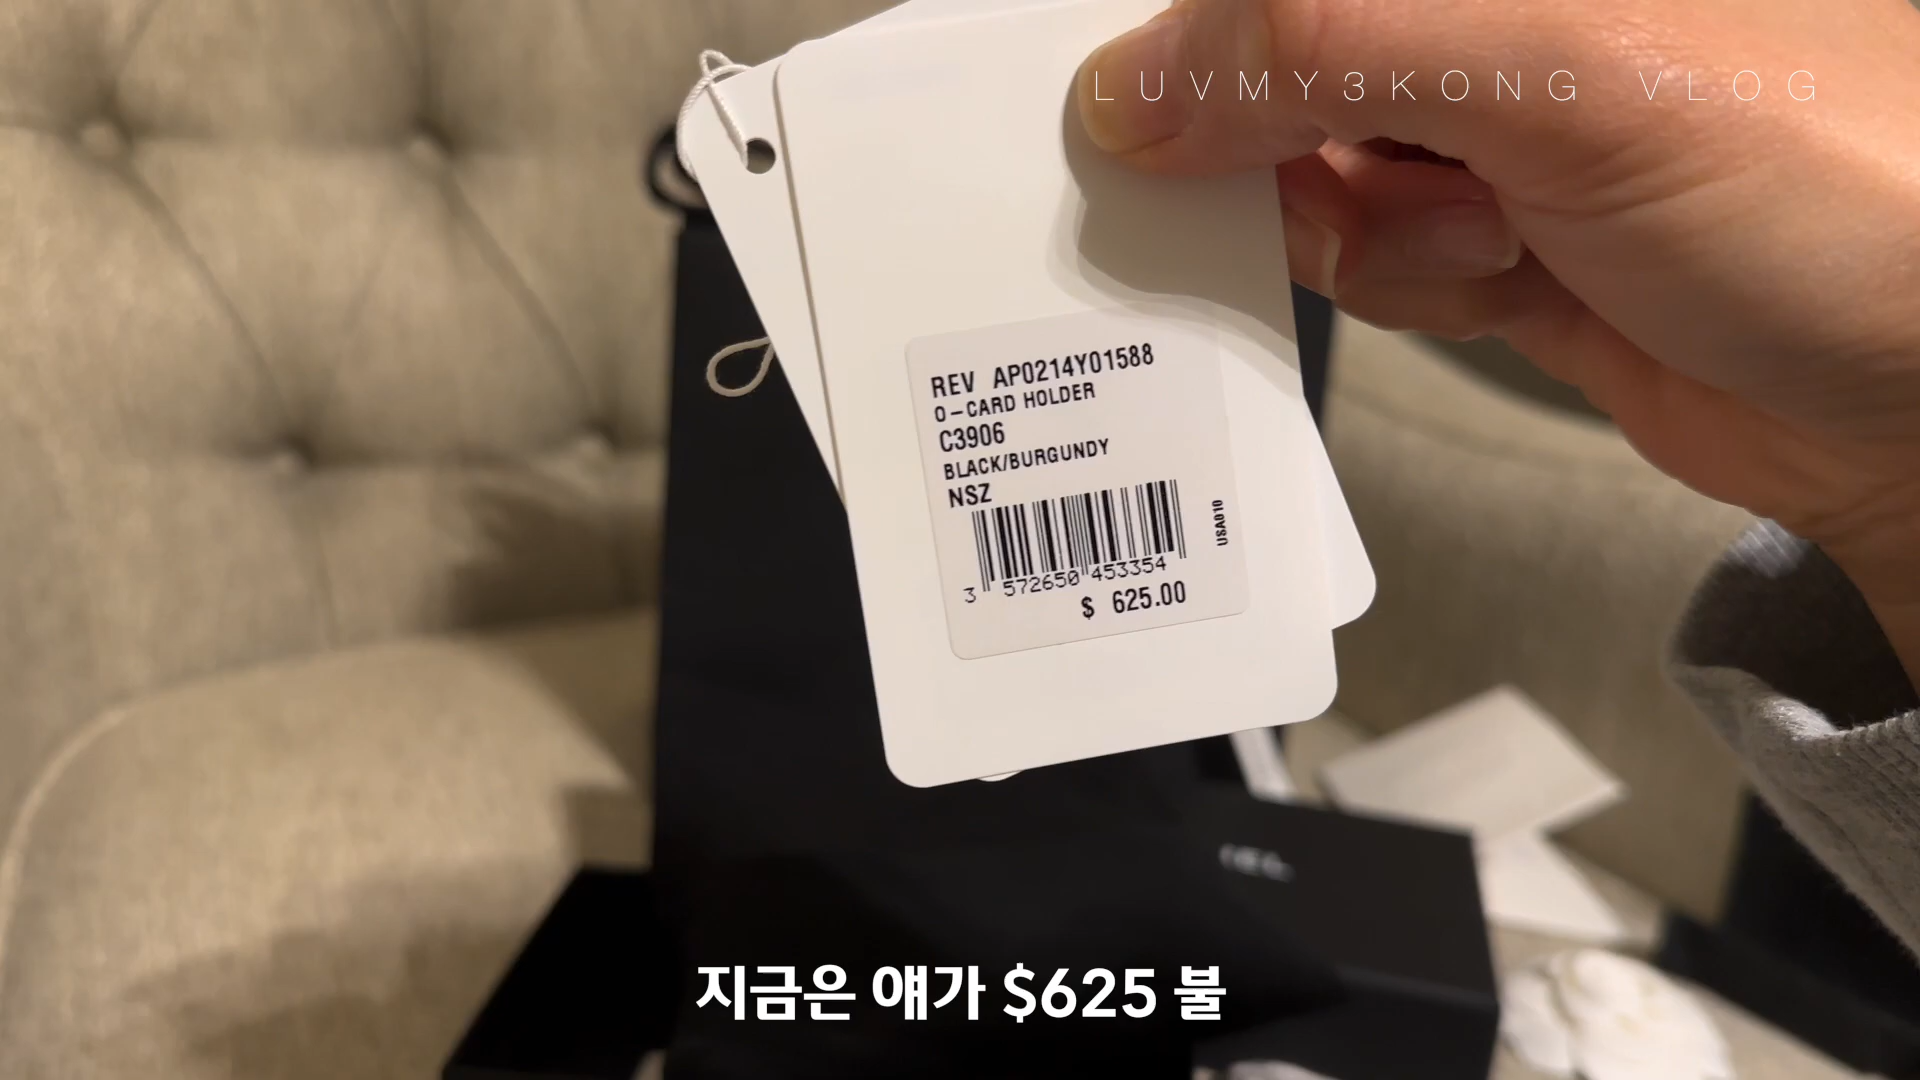 LUVMY3KONG VLOG
REV AP0214Y01588
O-CARD HOLDER
C3906
BLACK/BURGUNDY
NSZ
USA010
3 572650 453354
$ 625.00
지금은 얘가 $625 불